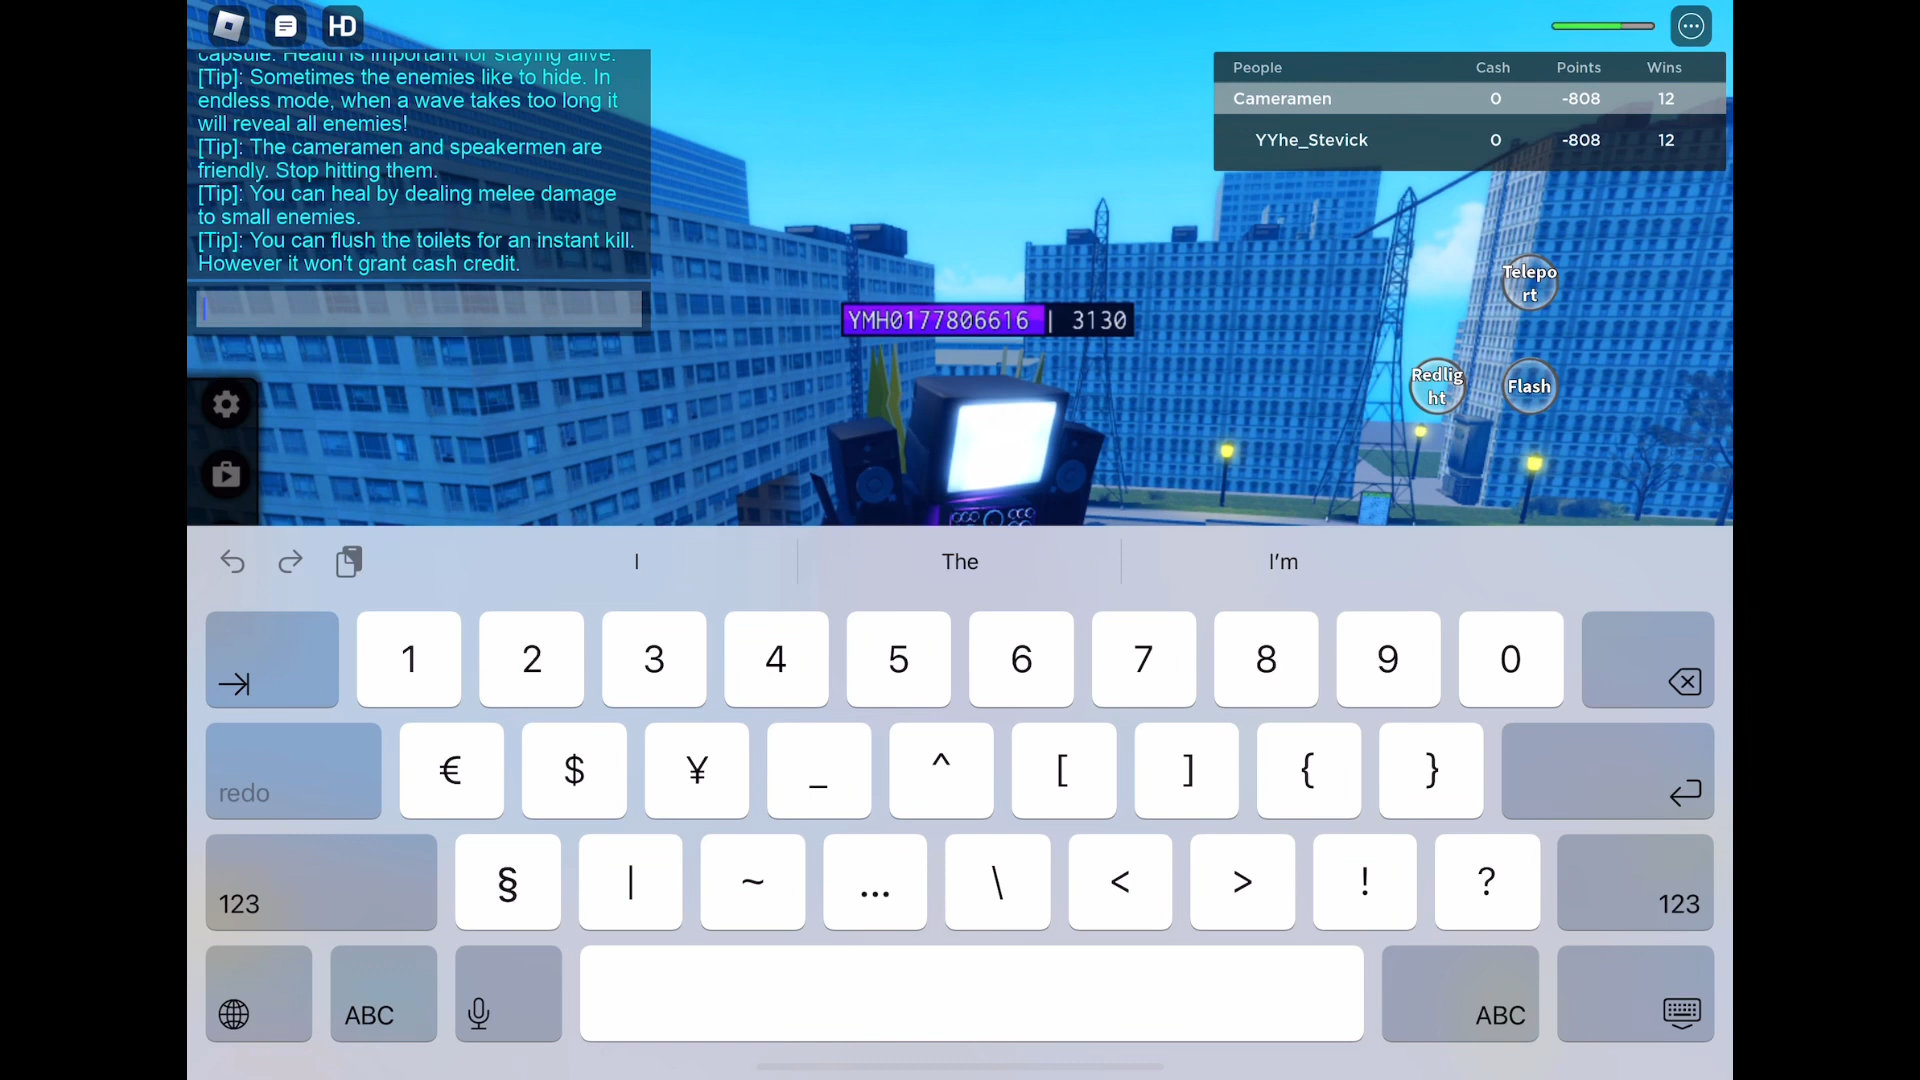 HD
capsule. Health is important for staying alive.
[Tip]: Sometimes the enemies like to hide. In
endless mode, when a wave takes too long it
will reveal all enemies!
[Tip]: The cameramen and speakermen are
friendly. Stop hitting them.
[Tip]: You can heal by dealing melee damage
to small enemies.
[Tip]: You can flush the toilets for an instant kill.
However it won't grant cash credit.
People Cash Points Wins
Cameramen 0 -808 12
YYhe_Stevick 0 -808 12
Telepo
rt
YMH0177806616 | 3130
Redlig
ht
Flash
I The I’m
1 2 3 4 5 6 7 8 9 0
redo € $ ¥ _ ^ [ ] { }
123 § | ~ … \ < > ! ? 123
ABC ABC